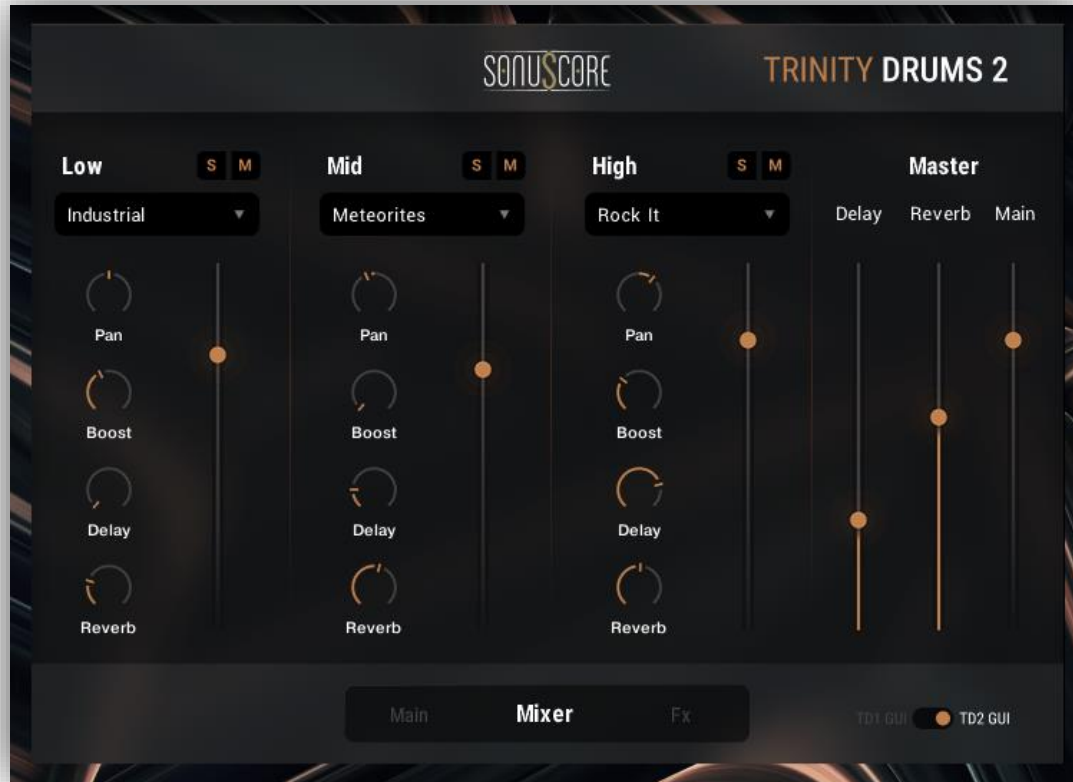 SONUSCORE
TRINITY DRUMS 2
Low S M
Industrial
Pan
Boost
Delay
Reverb
Mid S M
Meteorites
Pan
Boost
Delay
Reverb
High S M
Rock It
Pan
Boost
Delay
Reverb
Master
Delay Reverb Main
Main Mixer Fx
TD1 GUI TD2 GUI